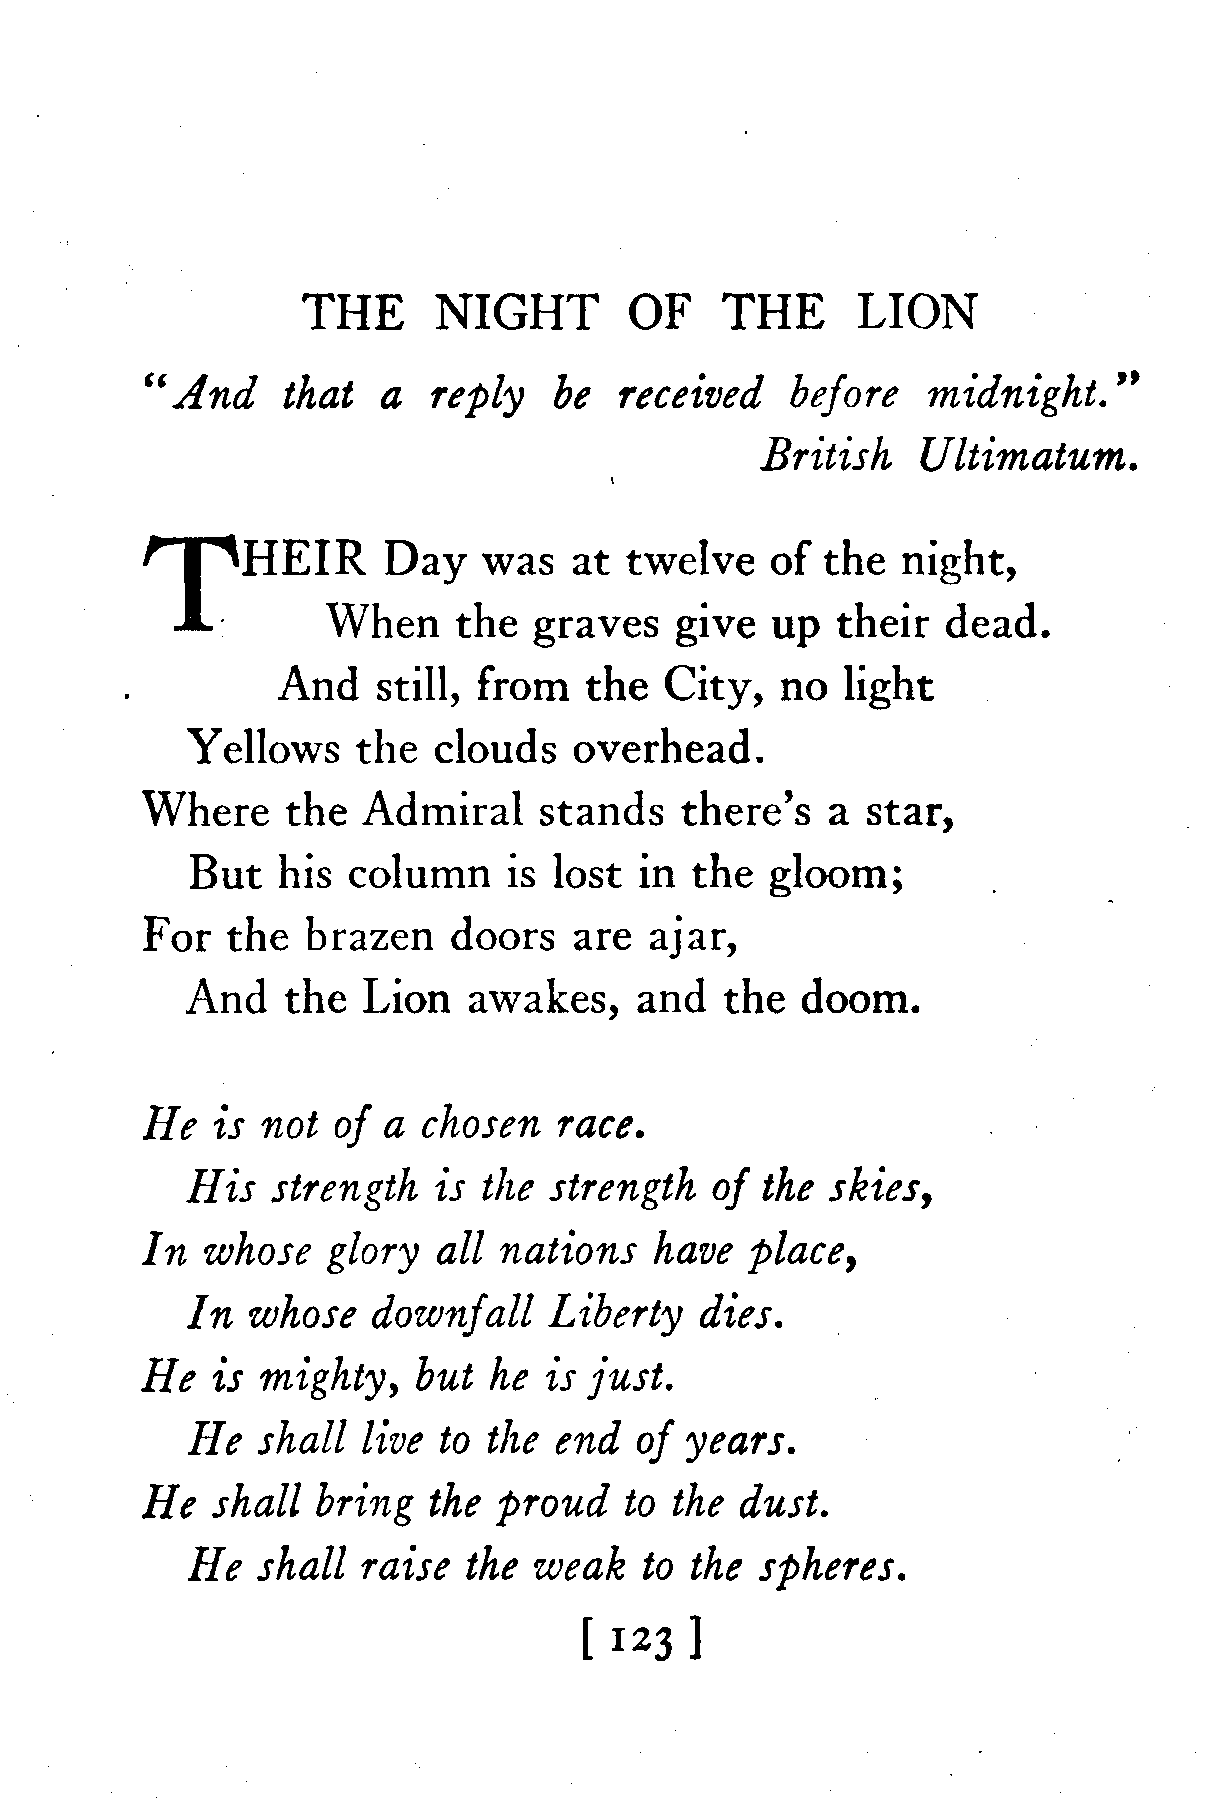 THE NIGHT OF THE LION
"And that a reply be received before midnight."
British Ultimatum.
THEIR Day was at twelve of the night,
When the graves give up their dead.
And still, from the City, no light
Yellows the clouds overhead.
Where the Admiral stands there's a star,
But his column is lost in the gloom;
For the brazen doors are ajar,
And the Lion awakes, and the doom.

He is not of a chosen race.
His strength is the strength of the skies,
In whose glory all nations have place,
In whose downfall Liberty dies.
He is mighty, but he is just.
He shall live to the end of years.
He shall bring the proud to the dust.
He shall raise the weak to the spheres.
[ 123 ]